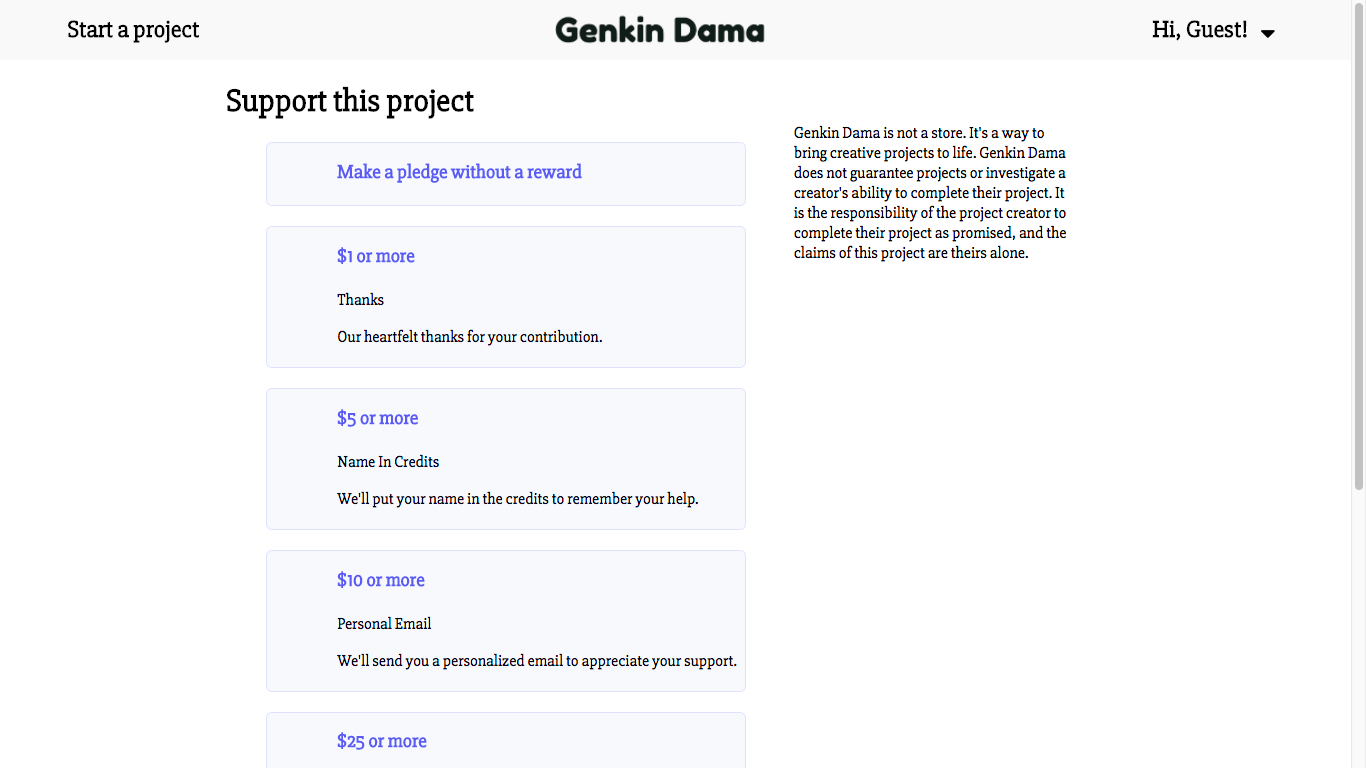 Start a project
Genkin Dama
Hi, Guest!
Support this project
Make a pledge without a reward
$1 or more
Thanks
Our heartfelt thanks for your contribution.
$5 or more
Name In Credits
We'll put your name in the credits to remember your help.
$10 or more
Personal Email
We'll send you a personalized email to appreciate your support.
$25 or more
Genkin Dama is not a store. It's a way to
bring creative projects to life. Genkin Dama
does not guarantee projects or investigate a
creator's ability to complete their project. It
is the responsibility of the project creator to
complete their project as promised, and the
claims of this project are theirs alone.